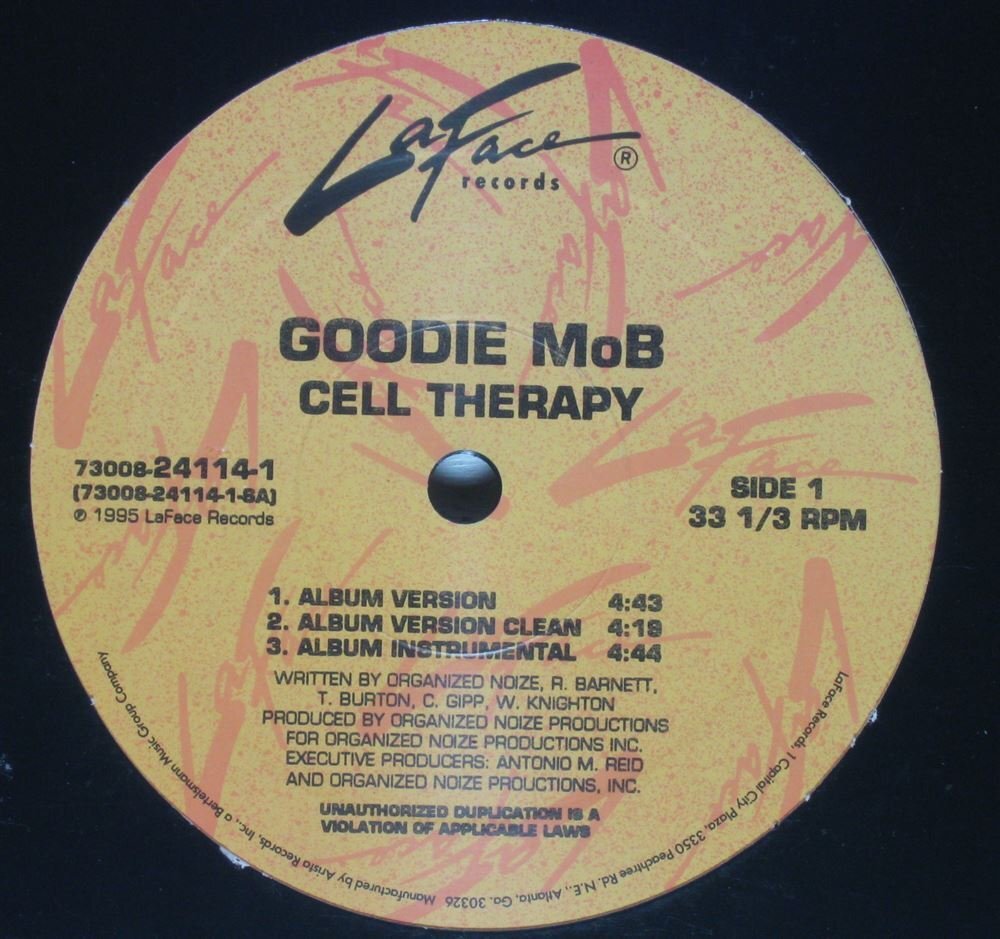 LaFace
records ®
GOODIE MoB
CELL THERAPY
73008-24114-1
(73008-24114-1-SA)
℗ 1995 LaFace Records
SIDE 1
33 1/3 RPM
1. ALBUM VERSION 4:43
2. ALBUM VERSION CLEAN 4:18
3. ALBUM INSTRUMENTAL 4:44
WRITTEN BY ORGANIZED NOIZE, R. BARNETT,
T. BURTON, C. GIPP, W. KNIGHTON
PRODUCED BY ORGANIZED NOIZE PRODUCTIONS
FOR ORGANIZED NOIZE PRODUCTIONS INC.
EXECUTIVE PRODUCERS: ANTONIO M. REID
AND ORGANIZED NOIZE PROUCTIONS, INC.
UNAUTHORIZED DUPLICATION IS A
VIOLATION OF APPLICABLE LAWS
LaFace Records, 1 Capital City Plaza, 3350 Peachtree Rd. N.E., Atlanta, Ga. 30326 Manufactured by Arista Records, Inc., a Bertelsmann Music Group Company